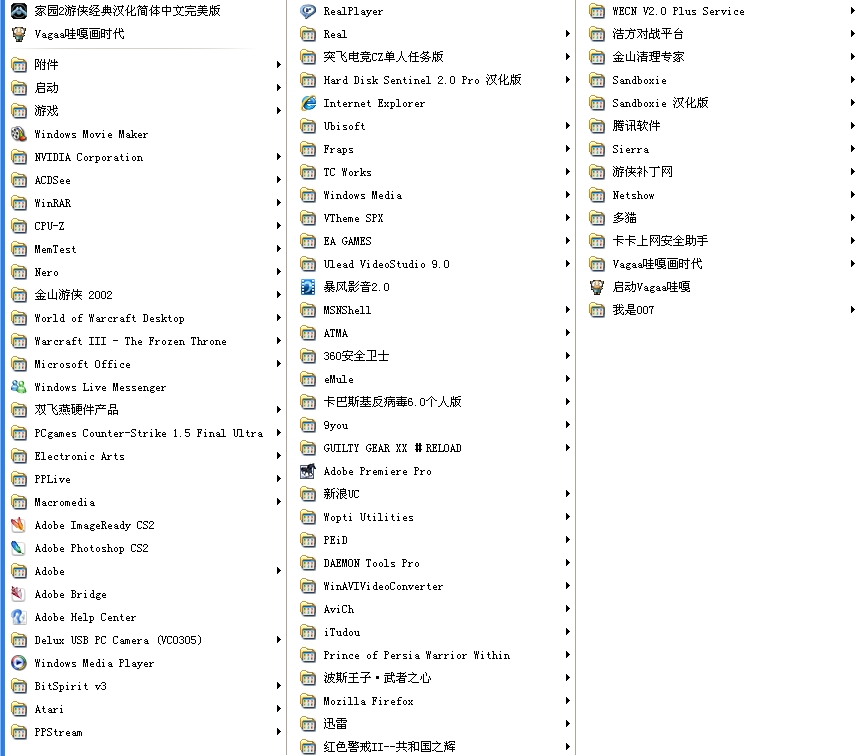 家园2游侠经典汉化简体中文完美版
Vagaa哇嘎画时代
附件
启动
游戏
Windows Movie Maker
NVIDIA Corporation
ACDSee
WinRAR
CPU-Z
MemTest
Nero
金山游侠 2002
World of Warcraft Desktop
Warcraft III - The Frozen Throne
Microsoft Office
Windows Live Messenger
双飞燕硬件产品
PCgames Counter-Strike 1.5 Final Ultra
Electronic Arts
PPLive
Macromedia
Adobe ImageReady CS2
Adobe Photoshop CS2
Adobe
Adobe Bridge
Adobe Help Center
Delux USB PC Camera (VC0305)
Windows Media Player
BitSpirit v3
Atari
PPStream
RealPlayer
Real
突飞电竞CZ单人任务版
Hard Disk Sentinel 2.0 Pro 汉化版
Internet Explorer
Ubisoft
Fraps
TC Works
Windows Media
VTheme SPX
EA GAMES
Ulead VideoStudio 9.0
暴风影音2.0
MSNShell
ATMA
360安全卫士
eMule
卡巴斯基反病毒6.0个人版
9you
GUILTY GEAR XX ＃RELOAD
Adobe Premiere Pro
新浪UC
Wopti Utilities
PEiD
DAEMON Tools Pro
WinAVIVideoConverter
AviCh
iTudou
Prince of Persia Warrior Within
波斯王子·武者之心
Mozilla Firefox
迅雷
红色警戒II--共和国之辉
WECN V2.0 Plus Service
浩方对战平台
金山清理专家
Sandboxie
Sandboxie 汉化版
腾讯软件
Sierra
游侠补丁网
Netshow
多猫
卡卡上网安全助手
Vagaa哇嘎画时代
启动Vagaa哇嘎
我是007